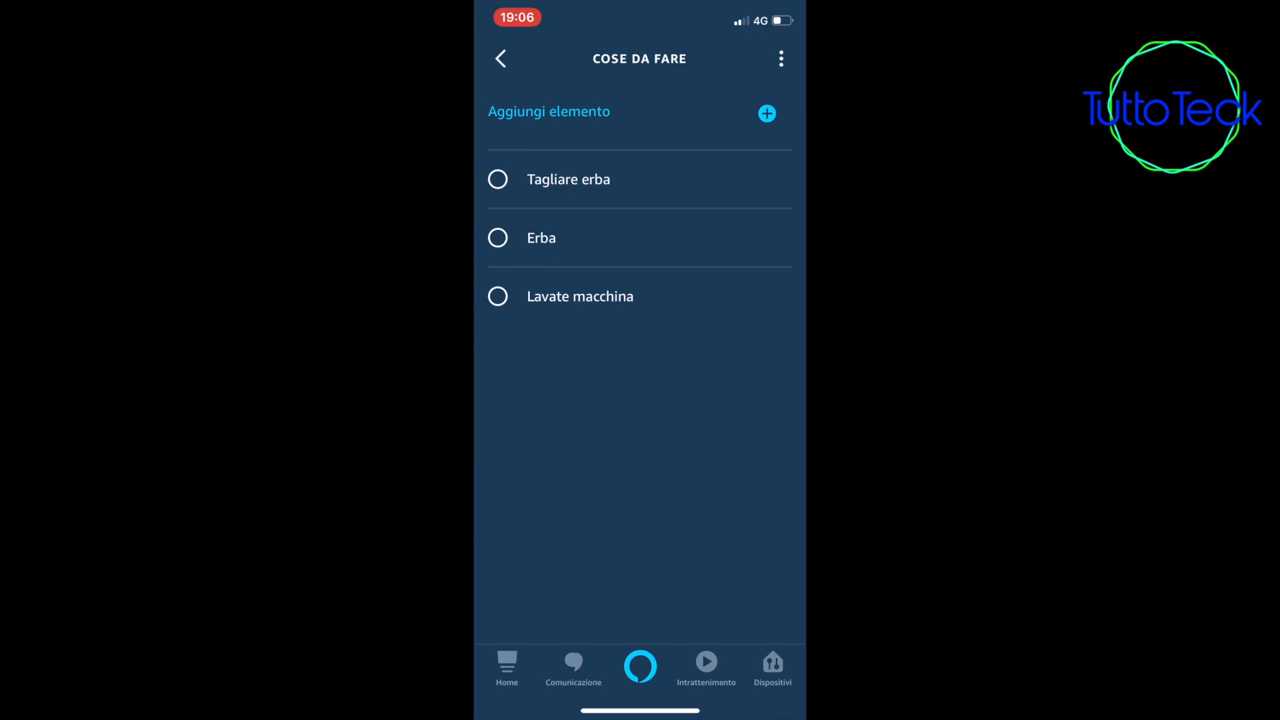 19:06
4G
COSE DA FARE
Aggiungi elemento
Tagliare erba
Erba
Lavate macchina
Home
Comunicazione
Intrattenimento
Dispositivi
TuttoTeck